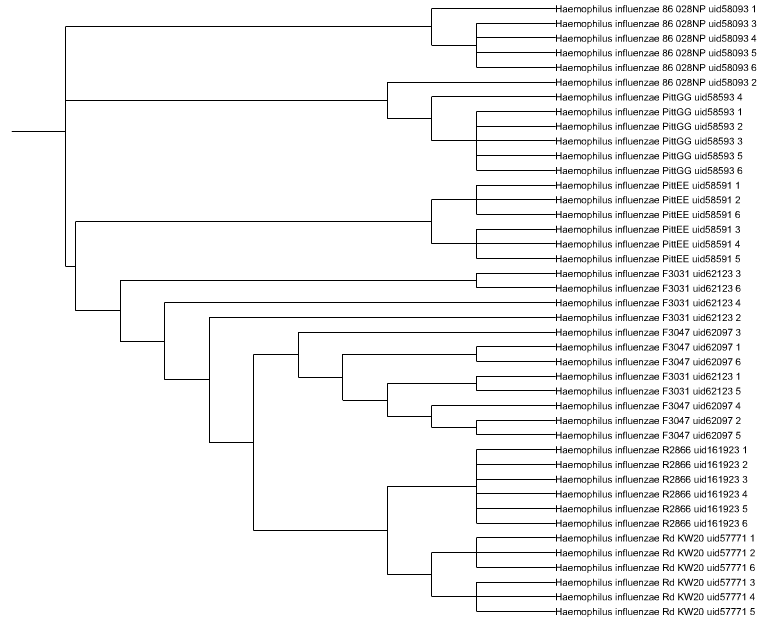 Haemophilus influenzae 86 028NP uid58093 1
Haemophilus influenzae 86 028NP uid58093 3
Haemophilus influenzae 86 028NP uid58093 4
Haemophilus influenzae 86 028NP uid58093 5
Haemophilus influenzae 86 028NP uid58093 6
Haemophilus influenzae 86 028NP uid58093 2
Haemophilus influenzae PittGG uid58593 4
Haemophilus influenzae PittGG uid58593 1
Haemophilus influenzae PittGG uid58593 2
Haemophilus influenzae PittGG uid58593 3
Haemophilus influenzae PittGG uid58593 5
Haemophilus influenzae PittGG uid58593 6
Haemophilus influenzae PittEE uid58591 1
Haemophilus influenzae PittEE uid58591 2
Haemophilus influenzae PittEE uid58591 6
Haemophilus influenzae PittEE uid58591 3
Haemophilus influenzae PittEE uid58591 4
Haemophilus influenzae PittEE uid58591 5
Haemophilus influenzae F3031 uid62123 3
Haemophilus influenzae F3031 uid62123 6
Haemophilus influenzae F3031 uid62123 4
Haemophilus influenzae F3031 uid62123 2
Haemophilus influenzae F3047 uid62097 3
Haemophilus influenzae F3047 uid62097 1
Haemophilus influenzae F3047 uid62097 6
Haemophilus influenzae F3031 uid62123 1
Haemophilus influenzae F3031 uid62123 5
Haemophilus influenzae F3047 uid62097 4
Haemophilus influenzae F3047 uid62097 2
Haemophilus influenzae F3047 uid62097 5
Haemophilus influenzae R2866 uid161923 1
Haemophilus influenzae R2866 uid161923 2
Haemophilus influenzae R2866 uid161923 3
Haemophilus influenzae R2866 uid161923 4
Haemophilus influenzae R2866 uid161923 5
Haemophilus influenzae R2866 uid161923 6
Haemophilus influenzae Rd KW20 uid57771 1
Haemophilus influenzae Rd KW20 uid57771 2
Haemophilus influenzae Rd KW20 uid57771 6
Haemophilus influenzae Rd KW20 uid57771 3
Haemophilus influenzae Rd KW20 uid57771 4
Haemophilus influenzae Rd KW20 uid57771 5